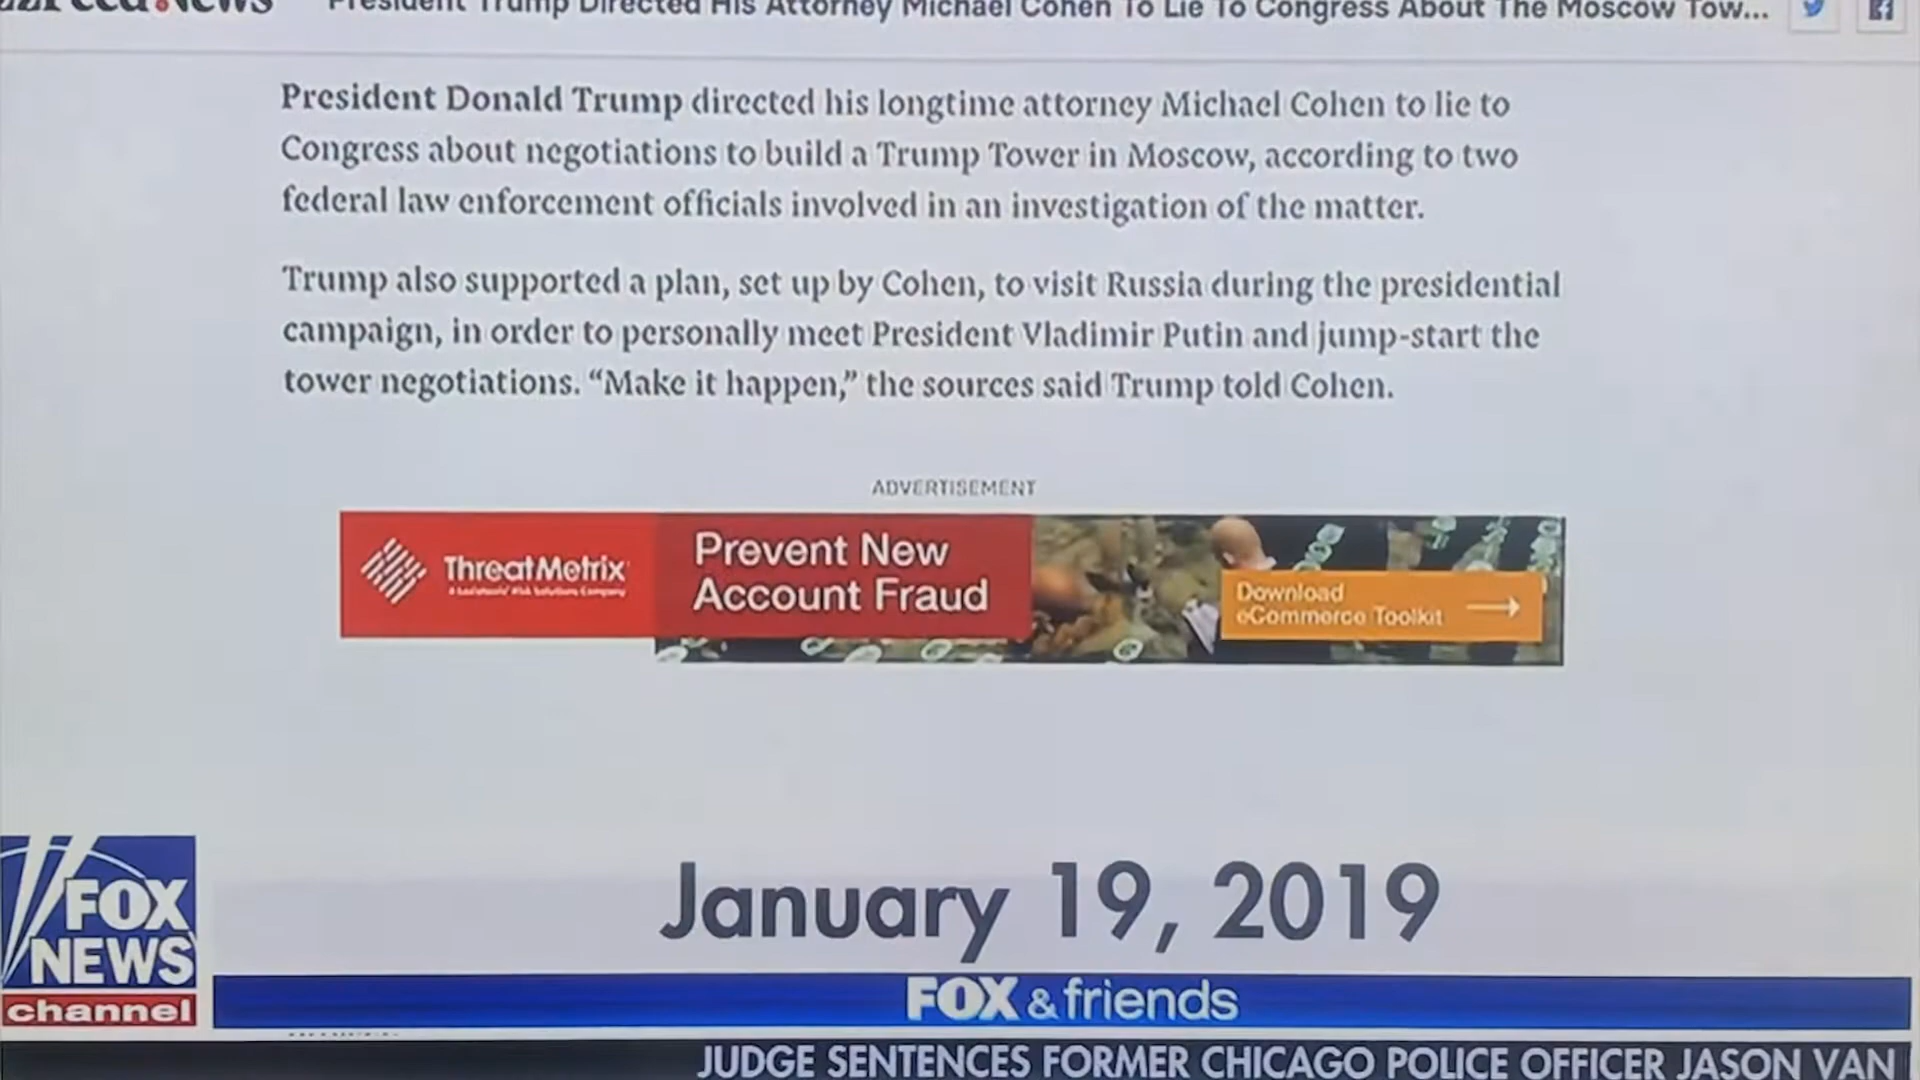 President Trump Directed His Attorney Michael Cohen To Lie To Congress About The Moscow Tow...
President Donald Trump directed his longtime attorney Michael Cohen to lie to
Congress about negotiations to build a Trump Tower in Moscow, according to two
federal law enforcement officials involved in an investigation of the matter.
Trump also supported a plan, set up by Cohen, to visit Russia during the presidential
campaign, in order to personally meet President Vladimir Putin and jump-start the
tower negotiations. “Make it happen,” the sources said Trump told Cohen.
ADVERTISEMENT
ThreatMetrix
Prevent New
Account Fraud
Download
eCommerce Toolkit
January 19, 2019
FOX
NEWS
channel
FOX & friends
JUDGE SENTENCES FORMER CHICAGO POLICE OFFICER JASON VAN